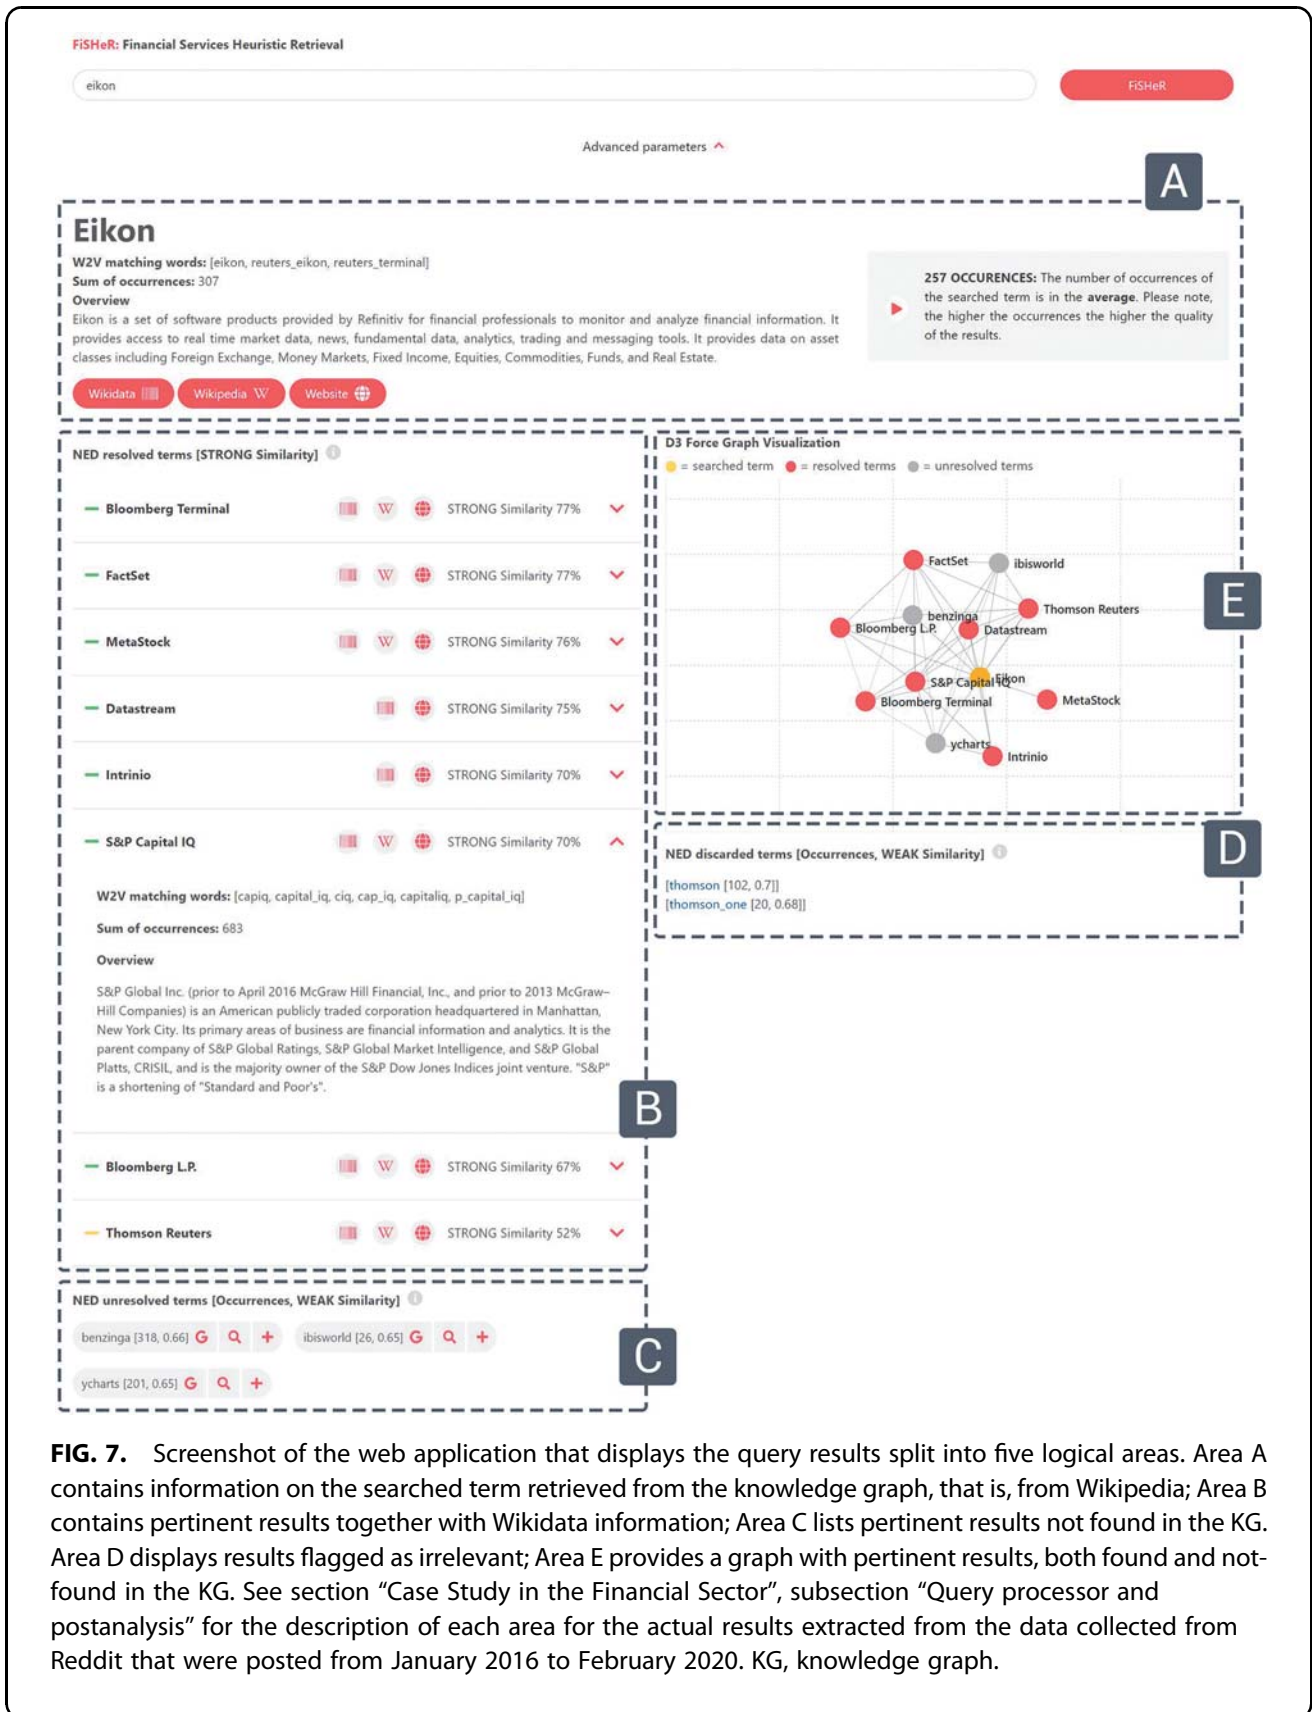 FiSHeR: Financial Services Heuristic Retrieval
eikon
FiSHeR
Advanced parameters
A
Eikon
W2V matching words: [eikon, reuters_eikon, reuters_terminal]
Sum of occurrences: 307
Overview
Eikon is a set of software products provided by Refinitiv for financial professionals to monitor and analyze financial information. It
provides access to real time market data, news, fundamental data, analytics, trading and messaging tools. It provides data on asset
classes including Foreign Exchange, Money Markets, Fixed Income, Equities, Commodities, Funds, and Real Estate.
257 OCCURENCES: The number of occurrences of
the searched term is in the average. Please note,
the higher the occurrences the higher the quality
of the results.
Wikidata
Wikipedia W
Website
NED resolved terms [STRONG Similarity] i
Bloomberg Terminal W STRONG Similarity 77%
FactSet W STRONG Similarity 77%
MetaStock W STRONG Similarity 76%
Datastream STRONG Similarity 75%
Intrinio STRONG Similarity 70%
S&P Capital IQ W STRONG Similarity 70%
W2V matching words: [capiq, capital_iq, ciq, cap_iq, capitaliq, p_capital_iq]
Sum of occurrences: 683
Overview
S&P Global Inc. (prior to April 2016 McGraw Hill Financial, Inc., and prior to 2013 McGraw–
Hill Companies) is an American publicly traded corporation headquartered in Manhattan,
New York City. Its primary areas of business are financial information and analytics. It is the
parent company of S&P Global Ratings, S&P Global Market Intelligence, and S&P Global
Platts, CRISIL, and is the majority owner of the S&P Dow Jones Indices joint venture. "S&P"
is a shortening of "Standard and Poor's".
B
Bloomberg L.P. W STRONG Similarity 67%
Thomson Reuters W STRONG Similarity 52%
NED unresolved terms [Occurrences, WEAK Similarity] i
benzinga [318, 0.66] G
ibisworld [26, 0.65] G
ycharts [201, 0.65] G
C
D3 Force Graph Visualization
= searched term = resolved terms = unresolved terms
FactSet
ibisworld
E
Thomson Reuters
benzinga
Bloomberg L.P.
Datastream
S&P Capital IQ
Eikon
Bloomberg Terminal
MetaStock
ycharts
Intrinio
D
NED discarded terms [Occurrences, WEAK Similarity] i
[thomson [102, 0.7]]
[thomson_one [20, 0.68]]
FIG. 7. Screenshot of the web application that displays the query results split into five logical areas. Area A
contains information on the searched term retrieved from the knowledge graph, that is, from Wikipedia; Area B
contains pertinent results together with Wikidata information; Area C lists pertinent results not found in the KG.
Area D displays results flagged as irrelevant; Area E provides a graph with pertinent results, both found and not-
found in the KG. See section “Case Study in the Financial Sector”, subsection “Query processor and
postanalysis” for the description of each area for the actual results extracted from the data collected from
Reddit that were posted from January 2016 to February 2020. KG, knowledge graph.